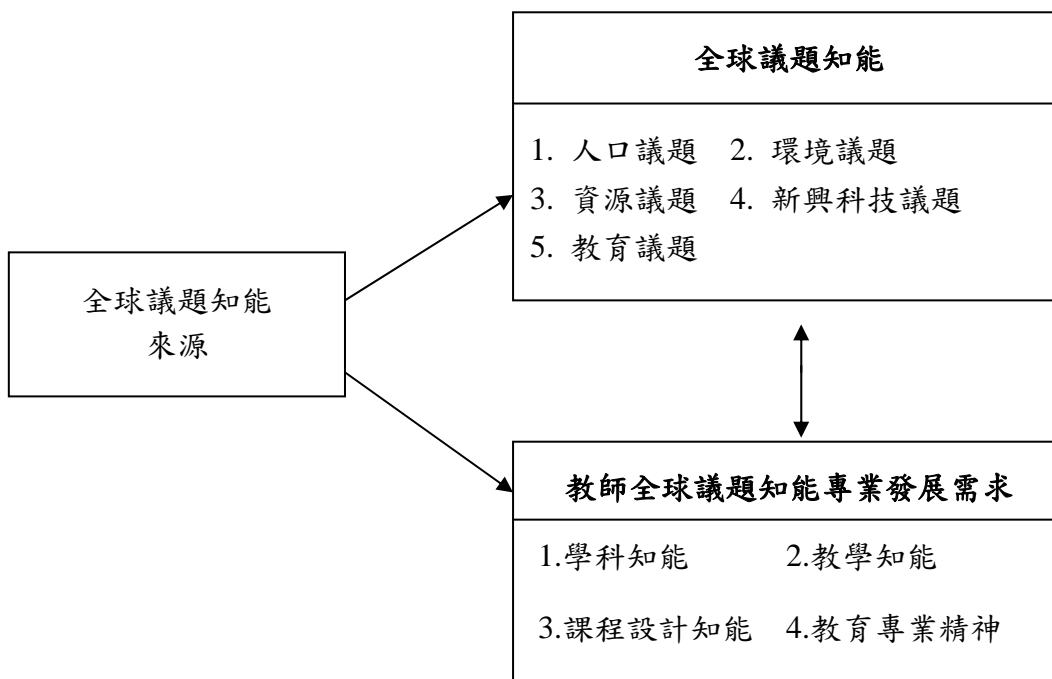 全球議題知能
1. 人口議題 2. 環境議題
3. 資源議題 4. 新興科技議題
5. 教育議題
全球議題知能
來源
教師全球議題知能專業發展需求
1.學科知能 2.教學知能
3.課程設計知能 4.教育專業精神